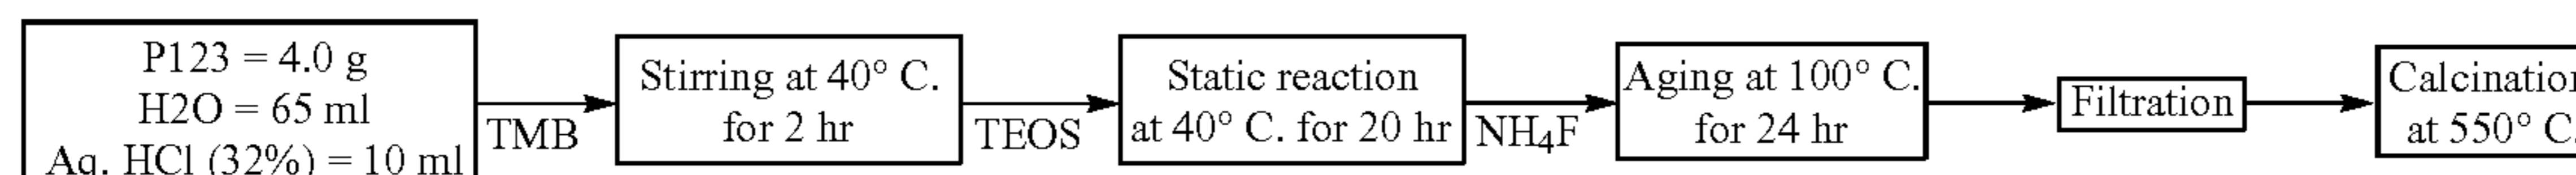 P123 = 4.0 g
H2O = 65 ml
Aq. HCl (32%) = 10 ml
TMB
Stirring at 40° C.
for 2 hr
TEOS
Static reaction
at 40° C. for 20 hr
NH4F
Aging at 100° C.
for 24 hr
Filtration
Calcination
at 550° C.